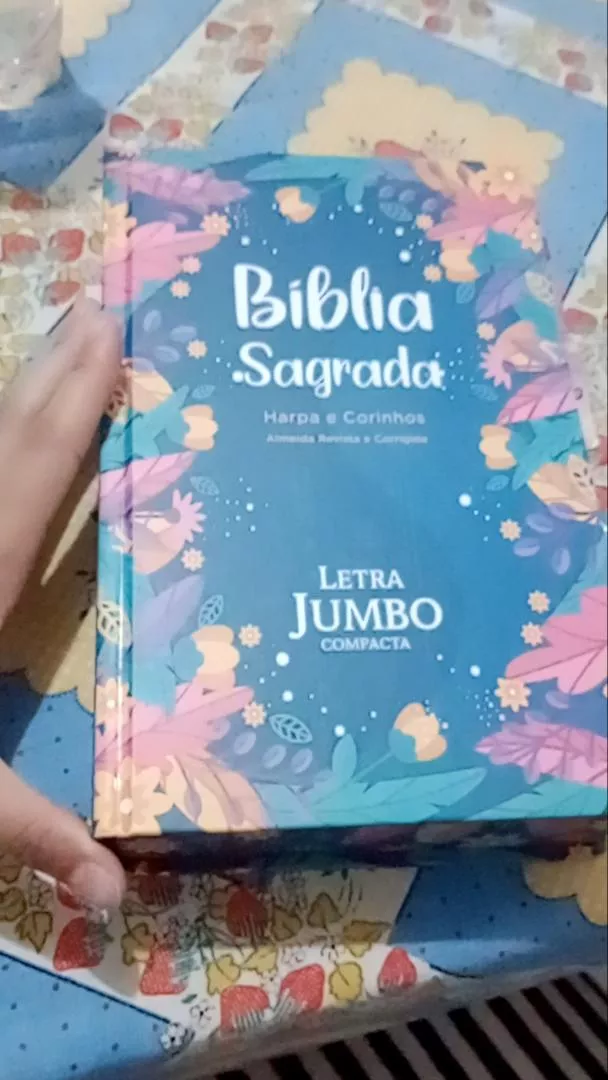 Bíblia
Sagrada
Harpa e Corinhos
Almeida Revista e Corrigida
LETRA
JUMBO
COMPACTA